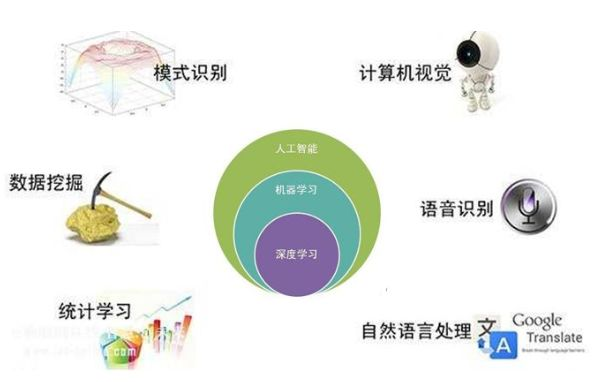 模式识别
计算机视觉
人工智能
数据挖掘
机器学习
语音识别
深度学习
统计学习
自然语言处理
文
A
Google
Translate